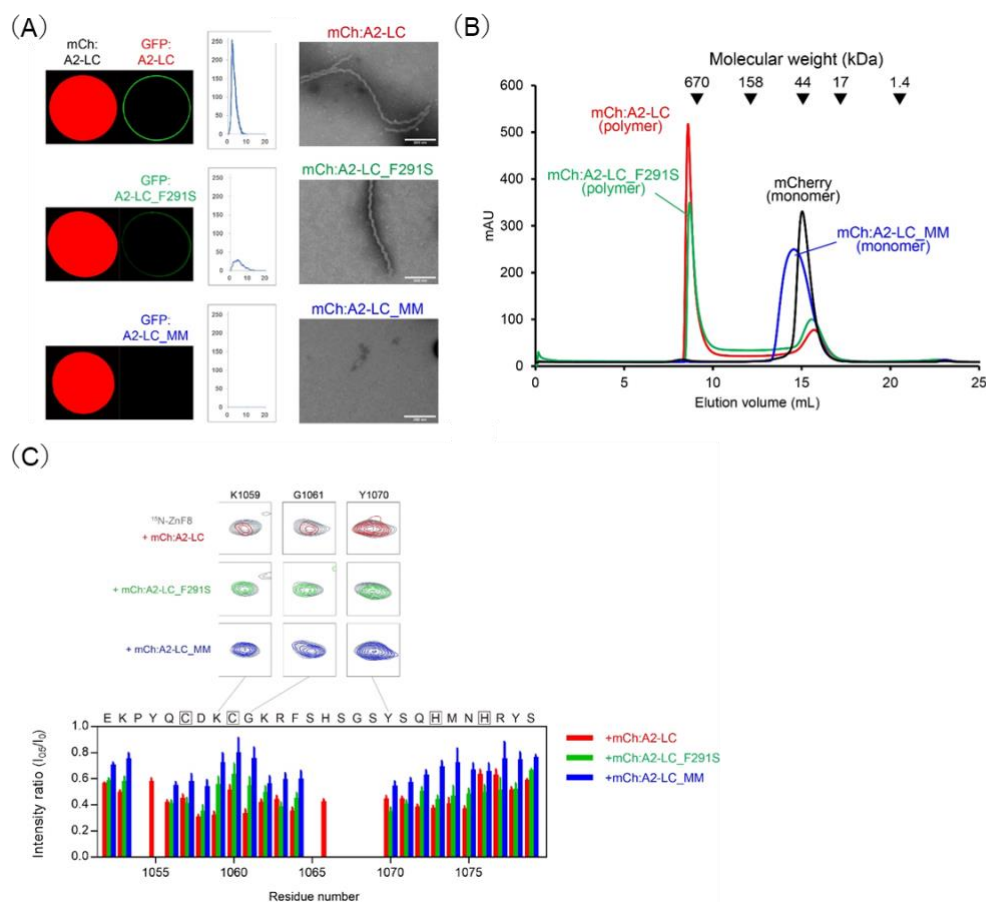 (A)
mCh:
A2-LC
GFP:
A2-LC
250
200
150
100
50
0
0 10 20
mCh:A2-LC
GFP:
A2-LC_F291S
250
200
150
100
50
0
0 10 20
mCh:A2-LC_F291S
GFP:
A2-LC_MM
250
200
150
100
50
0
0 10 20
mCh:A2-LC_MM
(B)
Molecular weight (kDa)
670 158 44 17 1.4
600
500
400
300
200
100
0
mAU
mCh:A2-LC
(polymer)
mCh:A2-LC_F291S
(polymer)
mCherry
(monomer)
mCh:A2-LC_MM
(monomer)
0 5 10 15 20 25
Elution volume (mL)
(C)
K1059 G1061 Y1070
¹⁵N-ZnF8
+ mCh:A2-LC
+ mCh:A2-LC_F291S
+ mCh:A2-LC_MM
E K P Y Q C D K C G K R F S H S G S Y S Q H M N H R Y S
1.0
0.8
0.6
0.4
0.2
0
Intensity ratio (I₀₅/I₀)
1055 1060 1065 1070 1075
Residue number
+mCh:A2-LC
+mCh:A2-LC_F291S
+mCh:A2-LC_MM